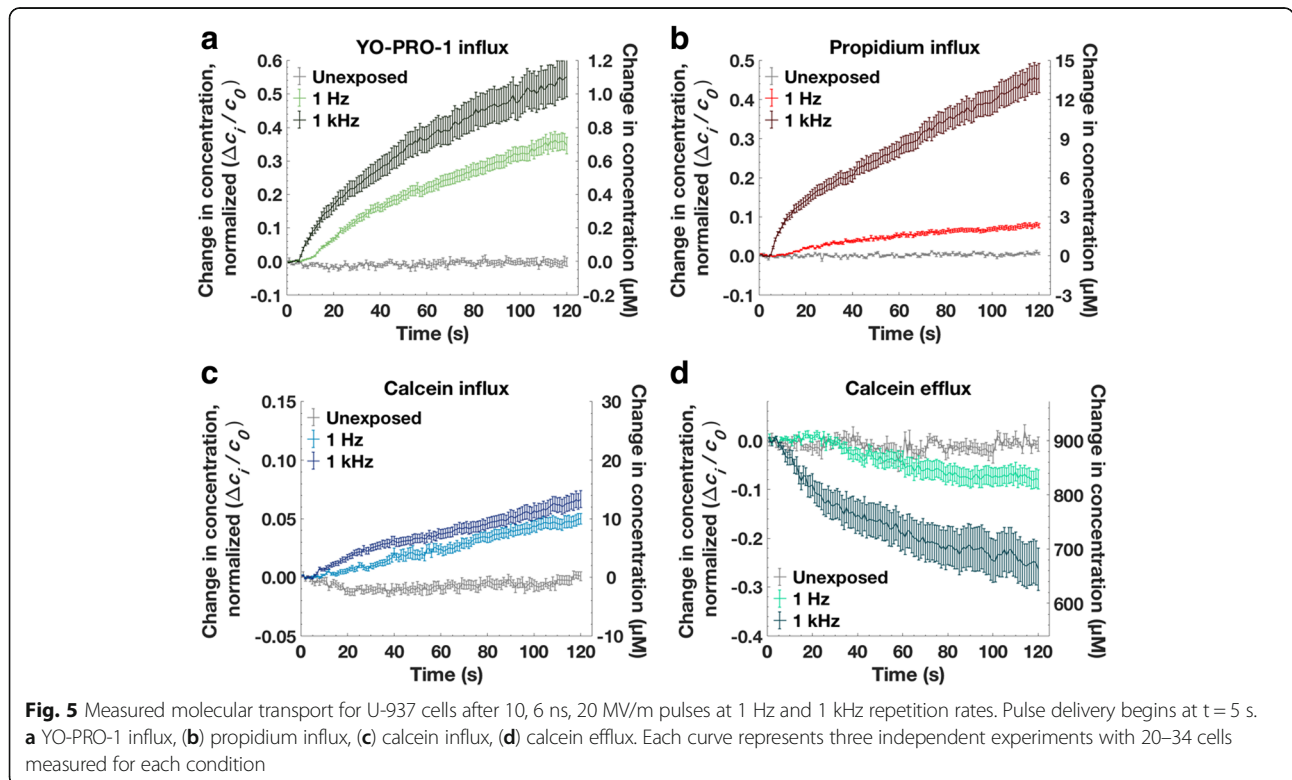 a
YO-PRO-1 influx
Unexposed
1 Hz
1 kHz
Change in concentration,
normalized (Δci / c0)
0.6
0.5
0.4
0.3
0.2
0.1
0.0
-0.1
Change in concentration (µM)
1.2
1.0
0.8
0.6
0.4
0.2
0.0
-0.2
0 20 40 60 80 100 120
Time (s)
b
Propidium influx
Unexposed
1 Hz
1 kHz
Change in concentration,
normalized (Δci / c0)
0.5
0.4
0.3
0.2
0.1
0.0
-0.1
Change in concentration (µM)
15
12
9
6
3
0
-3
0 20 40 60 80 100 120
Time (s)
c
Calcein influx
Unexposed
1 Hz
1 kHz
Change in concentration,
normalized (Δci / c0)
0.15
0.10
0.05
0.00
-0.05
Change in concentration (µM)
30
20
10
0
-10
0 20 40 60 80 100 120
Time (s)
d
Calcein efflux
Unexposed
1 Hz
1 kHz
Change in concentration,
normalized (Δci / c0)
0.0
-0.1
-0.2
-0.3
-0.4
Change in concentration (µM)
900
800
700
600
0 20 40 60 80 100 120
Time (s)
Fig. 5 Measured molecular transport for U-937 cells after 10, 6 ns, 20 MV/m pulses at 1 Hz and 1 kHz repetition rates. Pulse delivery begins at t = 5 s.
a YO-PRO-1 influx, (b) propidium influx, (c) calcein influx, (d) calcein efflux. Each curve represents three independent experiments with 20–34 cells
measured for each condition